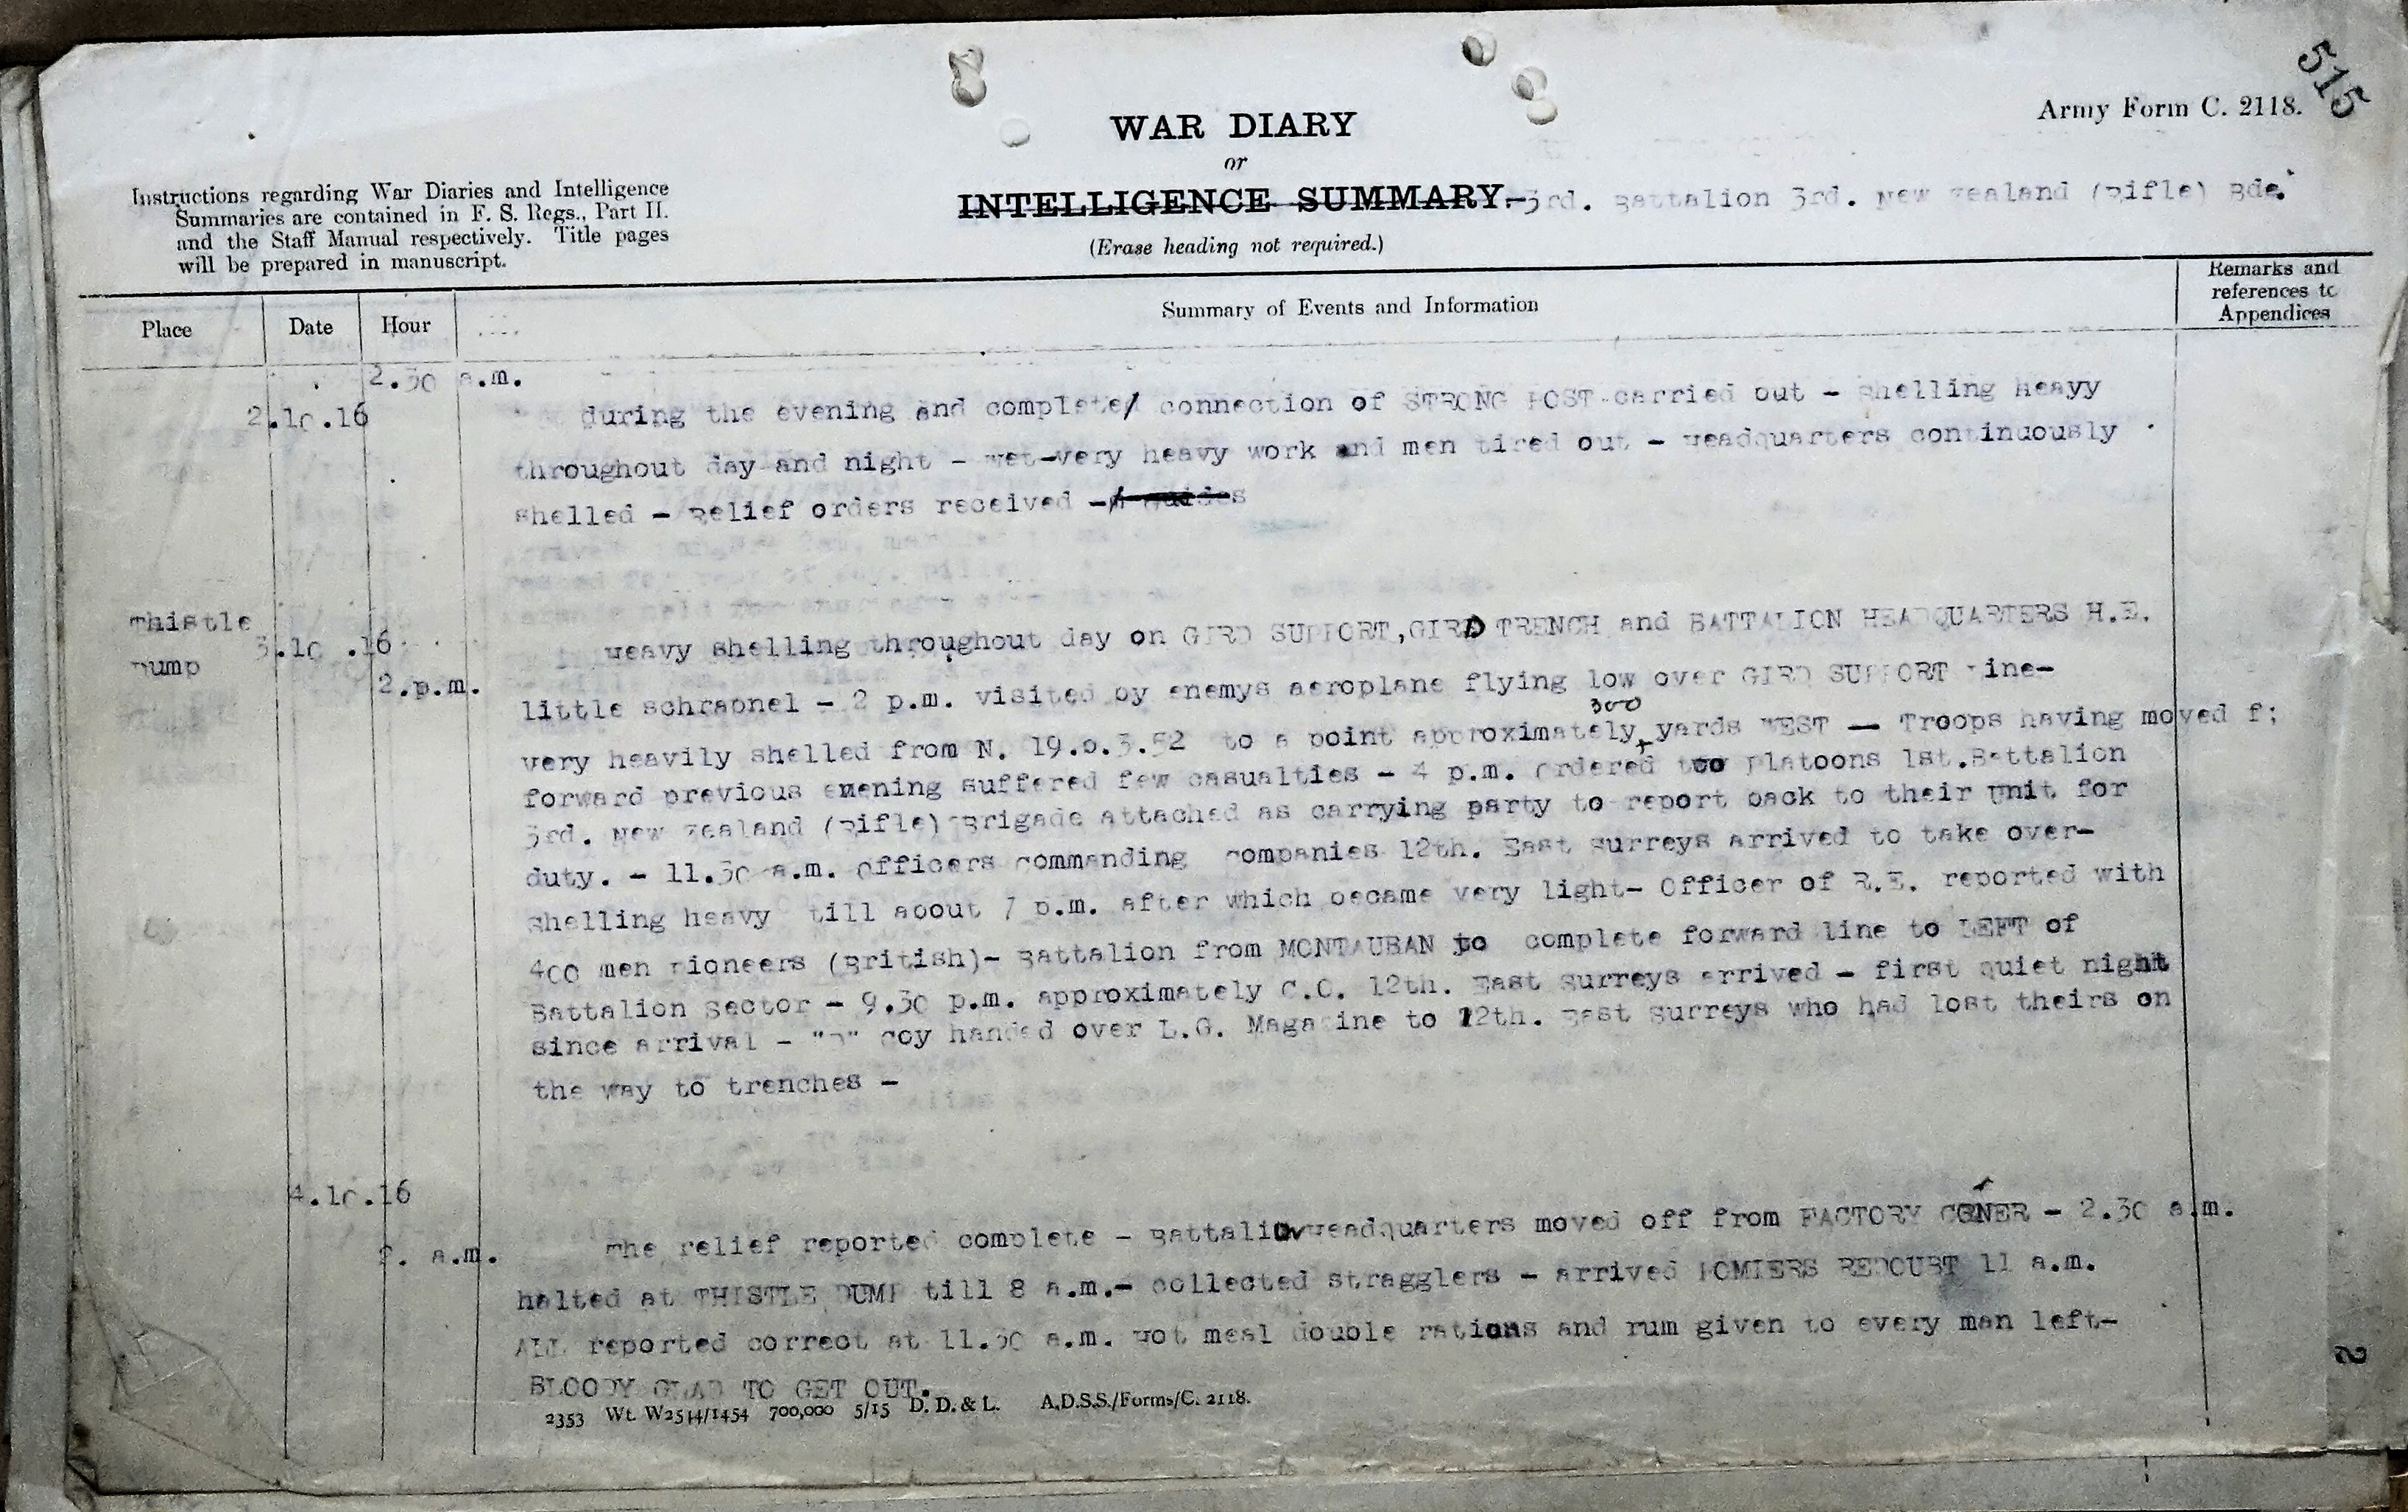 515
Army Form C. 2118.
WAR DIARY
or
INTELLIGENCE SUMMARY.-3rd. Battalion 3rd. New Zealand (Rifle) Bde.
(Erase heading not required.)
Instructions regarding War Diaries and Intelligence
Summaries are contained in F. S. Regs., Part II.
and the Staff Manual respectively. Title pages
will be prepared in manuscript.
Place Date Hour Summary of Events and Information Remarks and
references to
Appendices
2.30 a.m.
2.10.16 during the evening and complete connection of STRONG POST carried out - Shelling heavy
throughout day and night - wet-very heavy work and men tired out - Headquarters continuously
shelled - Relief orders received -
Thistle
Dump
3.10 .16 Heavy shelling throughout day on GIRD SUPPORT,GIRD TRENCH and BATTALION HEADQUARTERS H.E.
2.p.m. little schrapnel - 2 p.m. visited by enemys aeroplane flying low over GIRD SUPPORT line-
300
very heavily shelled from N. 19.b.3.52 to a point approximately yards WEST - Troops having moved f;
forward previous evening suffered few casualties - 4 p.m. Ordered two Platoons 1st.Battalion
3rd. New Zealand (Rifle) Brigade attached as carrying party to report back to their Unit for
duty. - 11.30 a.m. Officers Commanding Companies 12th. East Surreys arrived to take over-
Shelling heavy till about 7 p.m. after which became very light- Officer of R.E. reported with
400 men Pioneers (British)- Battalion from MONTAUBAN to complete forward line to LEFT of
Battalion Sector - 9.30 p.m. approximately C.O. 12th. East Surreys arrived - first quiet night
since arrival - Coy handed over L.G. Magazine to 12th. East Surreys who had lost theirs on
the way to trenches -
4.10.16
a.m. The relief reported complete - Battalion Headquarters moved off from FACTORY CORNER - 2.30 a.m.
halted at THISTLE DUMP till 8 a.m.- collected stragglers - arrived POMIERS REDOUBT 11 a.m.
ALL reported correct at 11.30 a.m. Hot meal double rations and rum given to every man left-
BLOODY GLAD TO GET OUT.
2353 Wt. W2544/1454 700,000 5/15 D. D. & L. A.D.S.S./Forms/C. 2118.
2